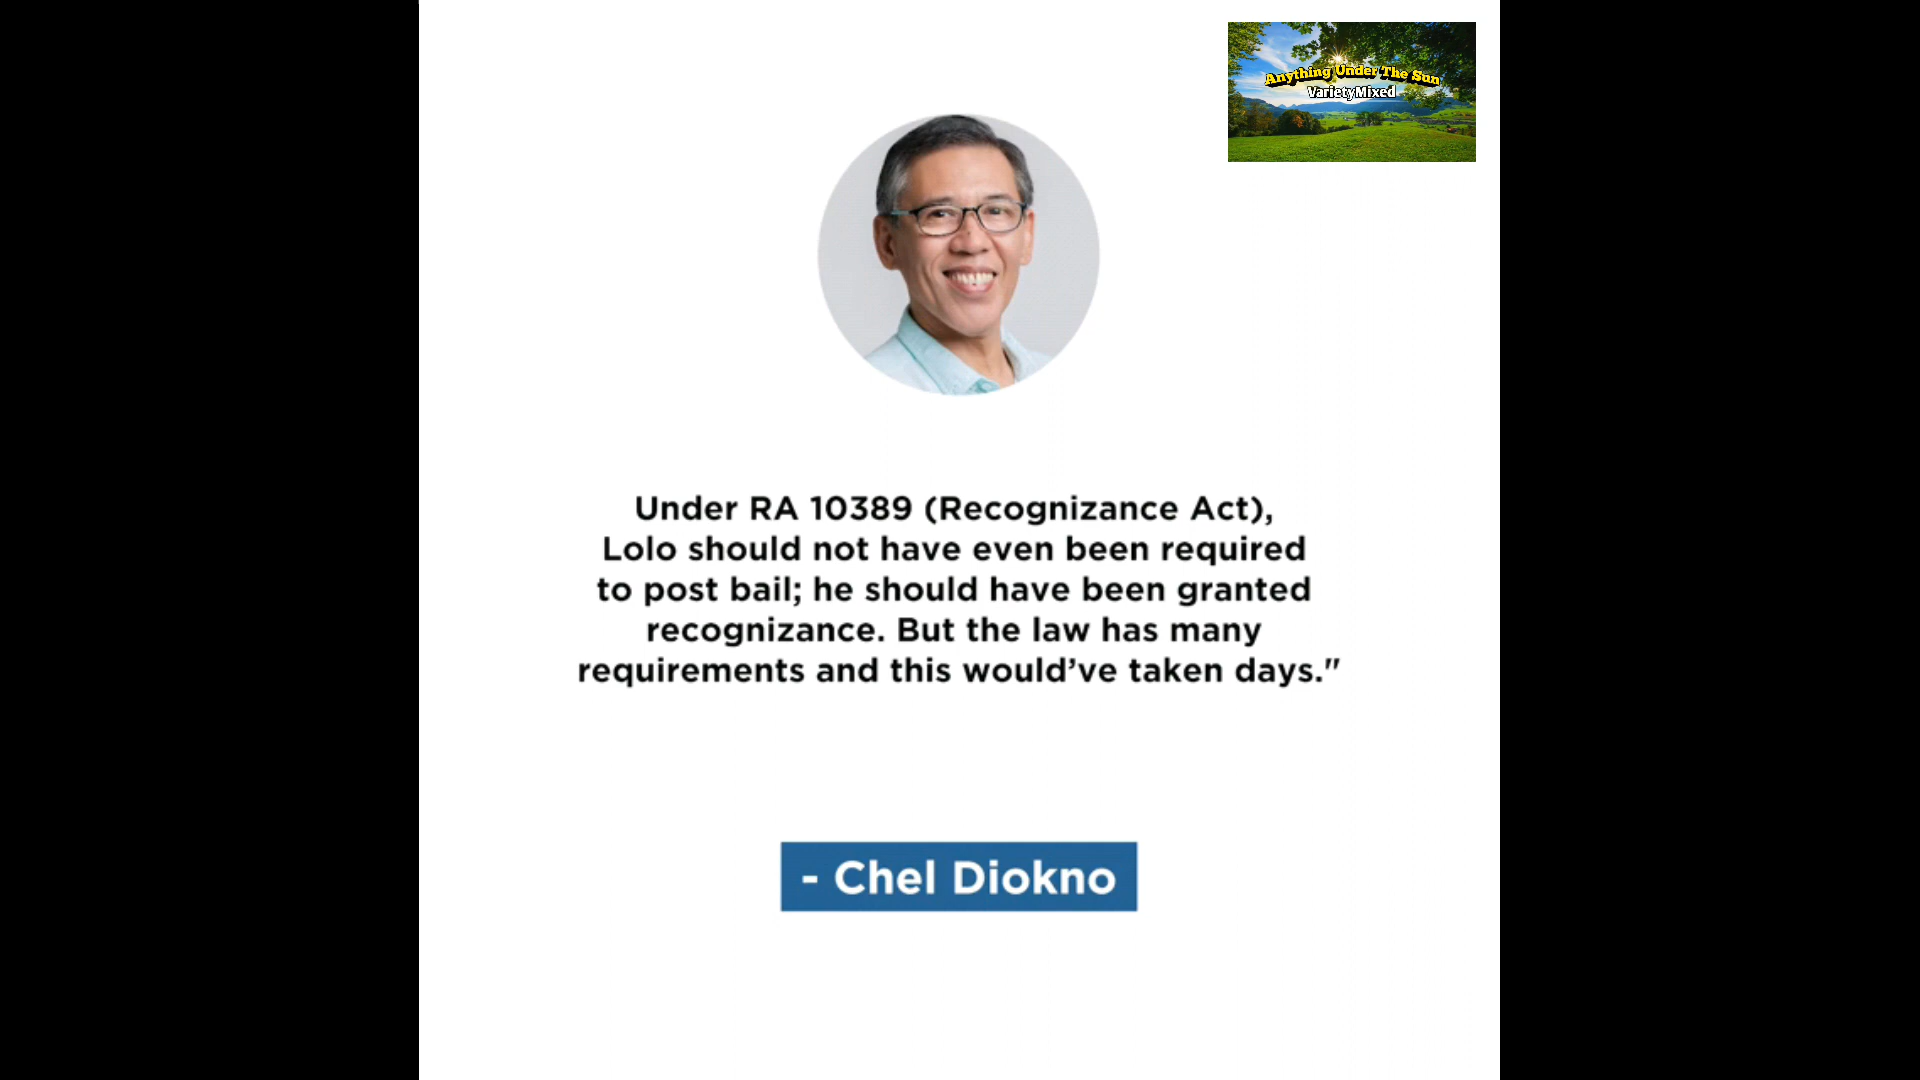 Anything Under The Sun
VarietyMixed
Under RA 10389 (Recognizance Act),
Lolo should not have even been required
to post bail; he should have been granted
recognizance. But the law has many
requirements and this would’ve taken days."
- Chel Diokno